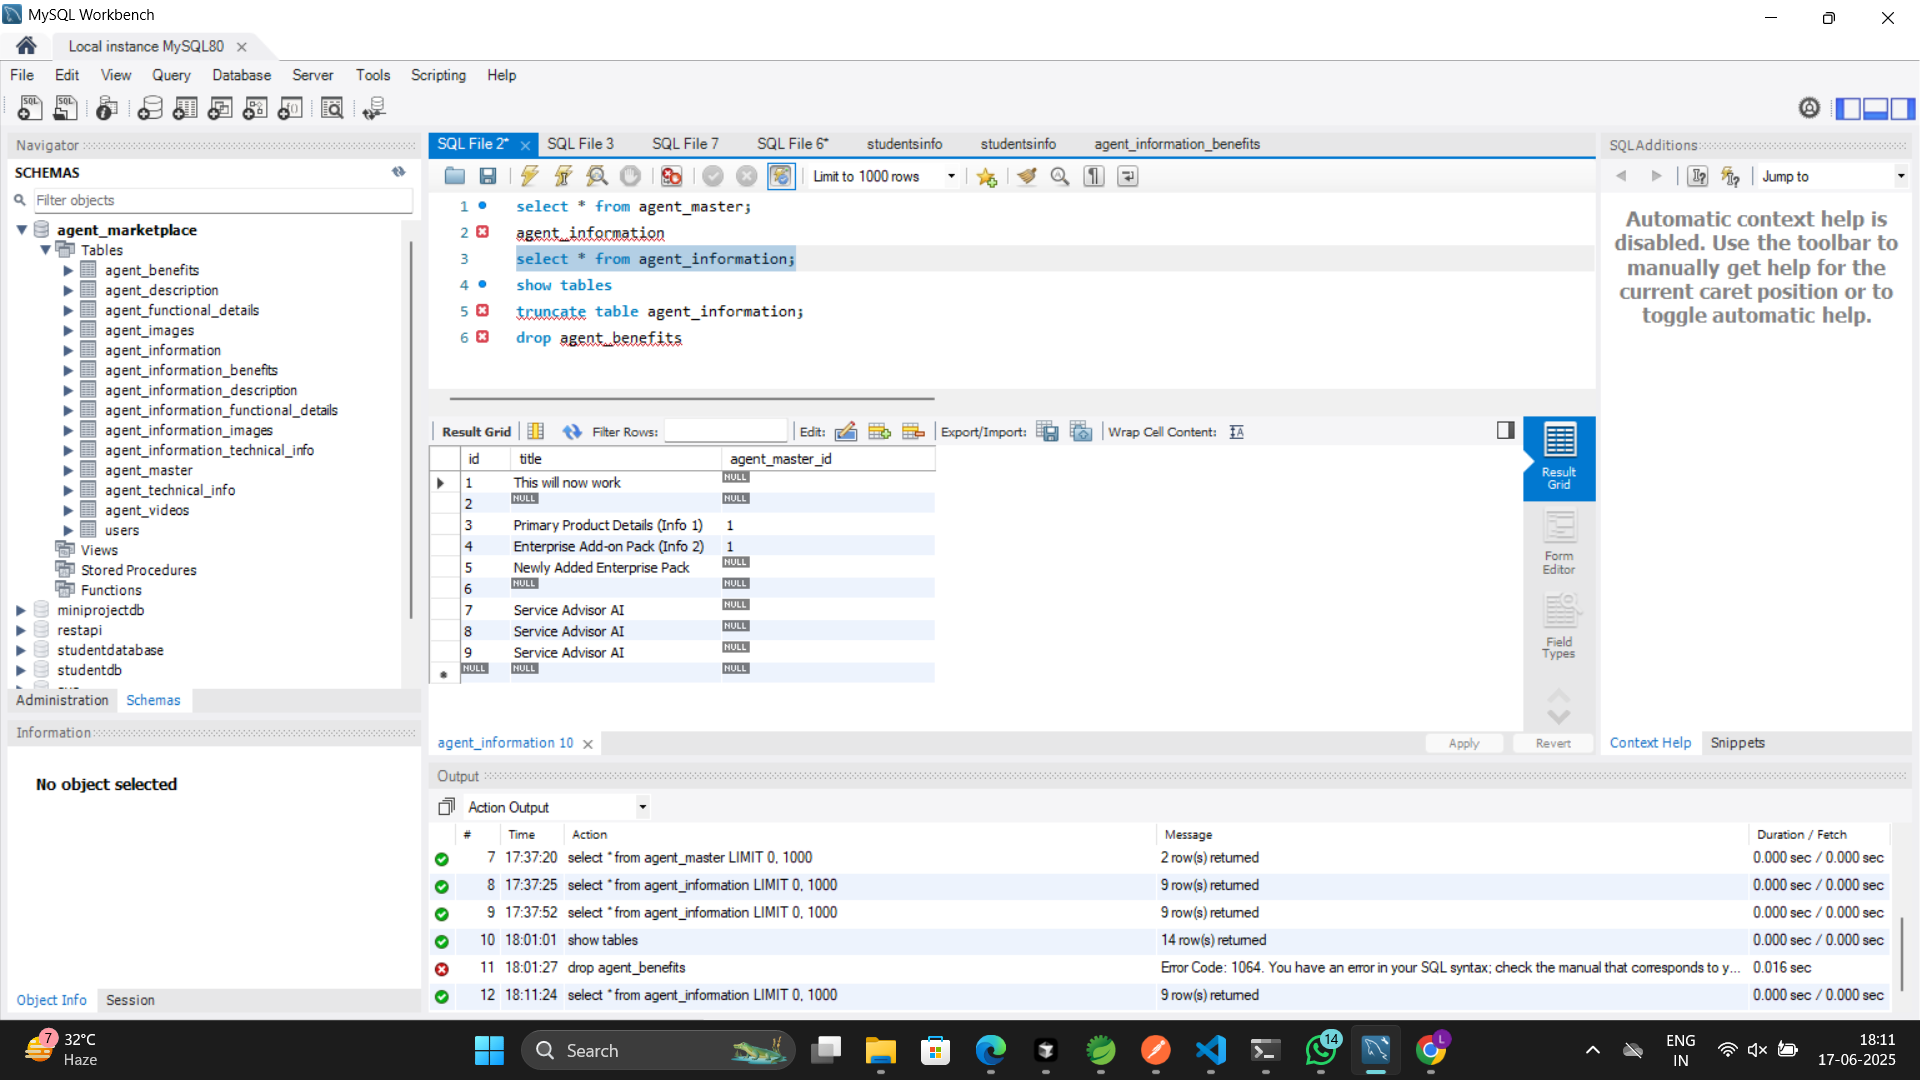 MySQL Workbench
Local instance MySQL80
File Edit View Query Database Server Tools Scripting Help
Navigator
SCHEMAS
Filter objects
agent_marketplace
Tables
agent_benefits
agent_description
agent_functional_details
agent_images
agent_information
agent_information_benefits
agent_information_description
agent_information_functional_details
agent_information_images
agent_information_technical_info
agent_master
agent_technical_info
agent_videos
users
Views
Stored Procedures
Functions
miniprojectdb
restapi
studentdatabase
studentdb
Administration Schemas
Information
No object selected
Object Info Session
SQL File 2* SQL File 3 SQL File 7 SQL File 6* studentsinfo studentsinfo agent_information_benefits
Limit to 1000 rows
1 select * from agent_master;
2 agent_information
3 select * from agent_information;
4 show tables
5 truncate table agent_information;
6 drop agent_benefits
Result Grid Filter Rows: Edit: Export/Import: Wrap Cell Content:
id title agent_master_id
1 This will now work NULL
2 NULL NULL
3 Primary Product Details (Info 1) 1
4 Enterprise Add-on Pack (Info 2) 1
5 Newly Added Enterprise Pack NULL
6 NULL NULL
7 Service Advisor AI NULL
8 Service Advisor AI NULL
9 Service Advisor AI NULL
NULL NULL NULL
Result
Grid
Form
Editor
Field
Types
agent_information 10
Apply Revert
SQLAdditions
Jump to
Automatic context help is
disabled. Use the toolbar to
manually get help for the
current caret position or to
toggle automatic help.
Context Help Snippets
Output
Action Output
# Time Action Message Duration / Fetch
7 17:37:20 select * from agent_master LIMIT 0, 1000 2 row(s) returned 0.000 sec / 0.000 sec
8 17:37:25 select * from agent_information LIMIT 0, 1000 9 row(s) returned 0.000 sec / 0.000 sec
9 17:37:52 select * from agent_information LIMIT 0, 1000 9 row(s) returned 0.000 sec / 0.000 sec
10 18:01:01 show tables 14 row(s) returned 0.000 sec / 0.000 sec
11 18:01:27 drop agent_benefits Error Code: 1064. You have an error in your SQL syntax; check the manual that corresponds to y... 0.016 sec
12 18:11:24 select * from agent_information LIMIT 0, 1000 9 row(s) returned 0.000 sec / 0.000 sec
7
32°C
Haze
Search
14
L
ENG
IN
18:11
17-06-2025